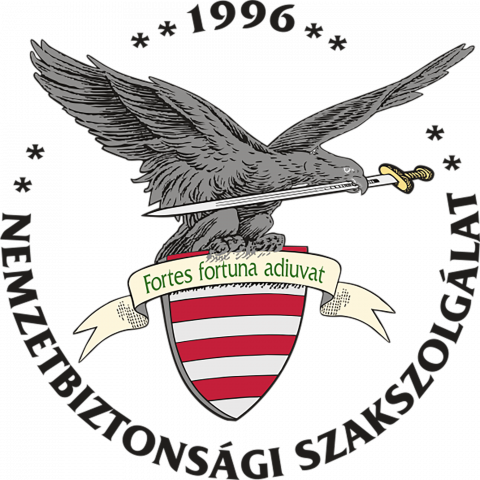 * * 1996 * *
Fortes fortuna adiuvat
* * NEMZETBIZTONSÁGI SZAKSZOLGÁLAT * *